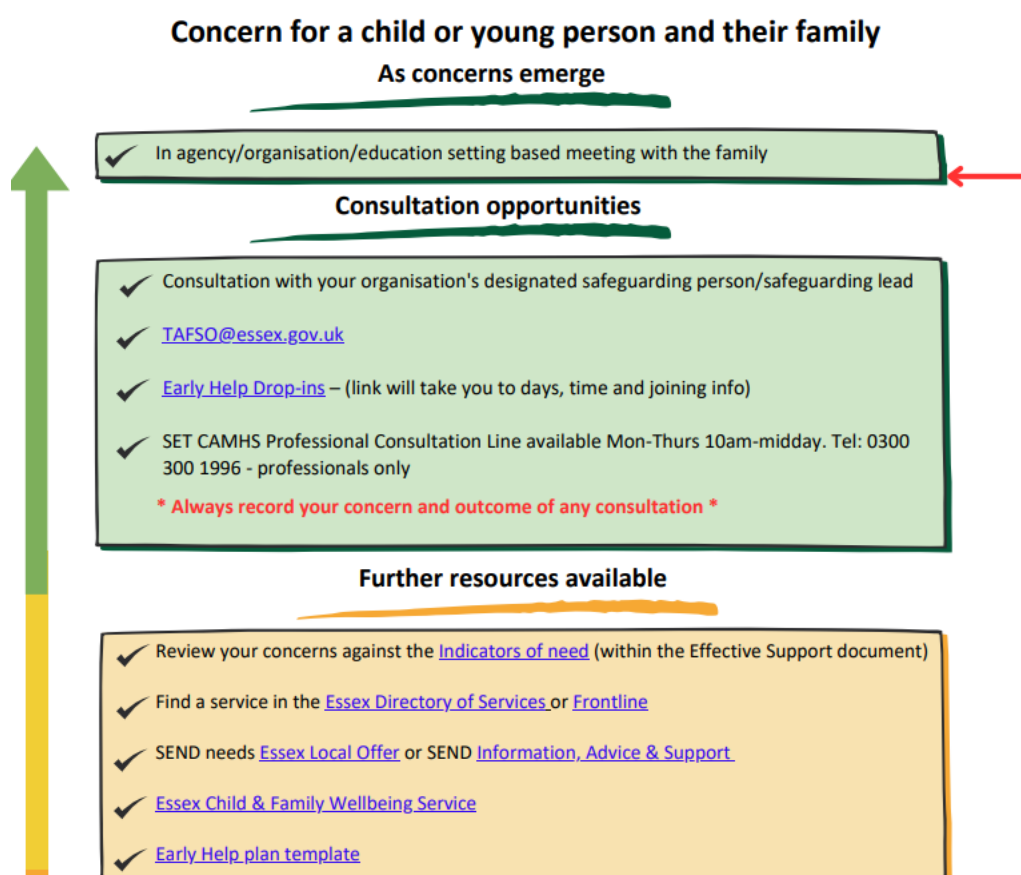 Concern for a child or young person and their family
As concerns emerge
In agency/organisation/education setting based meeting with the family
Consultation opportunities
Consultation with your organisation's designated safeguarding person/safeguarding lead
TAFSO@essex.gov.uk
Early Help Drop-ins – (link will take you to days, time and joining info)
SET CAMHS Professional Consultation Line available Mon-Thurs 10am-midday. Tel: 0300
300 1996 - professionals only
* Always record your concern and outcome of any consultation *
Further resources available
Review your concerns against the Indicators of need (within the Effective Support document)
Find a service in the Essex Directory of Services or Frontline
SEND needs Essex Local Offer or SEND Information, Advice & Support
Essex Child & Family Wellbeing Service
Early Help plan template